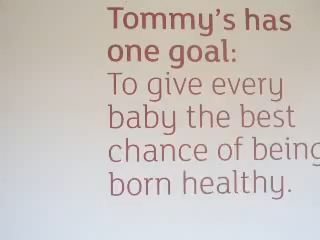 Tommy's has
one goal:
To give every
baby the best
chance of being
born healthy.